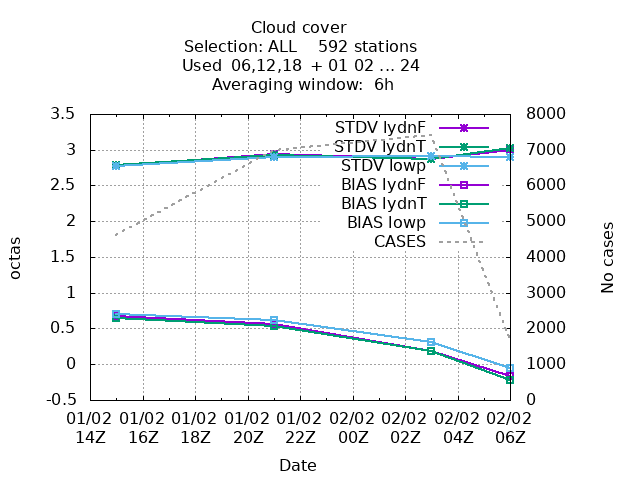 Cloud cover
Selection: ALL    592 stations
Used  06,12,18  + 01 02 ... 24
Averaging window:  6h
3.5
3
2.5
2
1.5
1
0.5
0
-0.5
octas
8000
7000
6000
5000
4000
3000
2000
1000
0
No cases
STDV lydnF
STDV lydnT
STDV lowp
BIAS lydnF
BIAS lydnT
BIAS lowp
CASES
01/02 01/02 01/02 01/02 01/02 02/02 02/02 02/02 02/02
14Z 16Z 18Z 20Z 22Z 00Z 02Z 04Z 06Z
Date